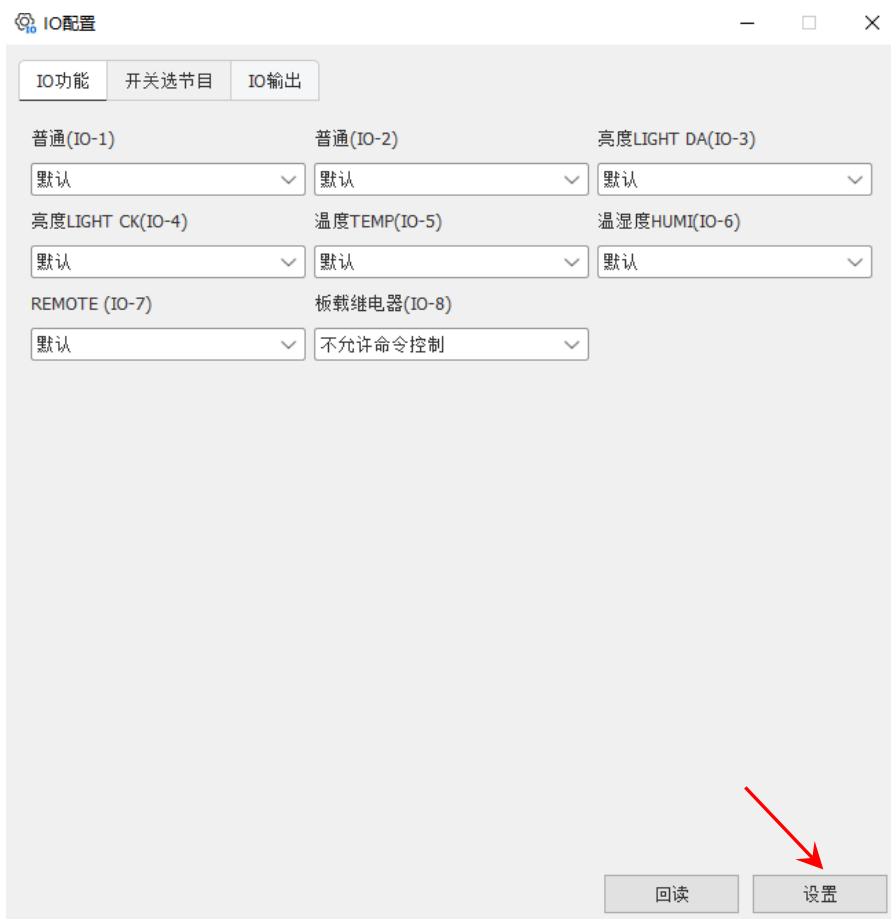 IO配置
IO功能 开关选节目 IO输出
普通(IO-1) 普通(IO-2) 亮度LIGHT DA(IO-3)
默认 默认 默认
亮度LIGHT CK(IO-4) 温度TEMP(IO-5) 温湿度HUMI(IO-6)
默认 默认 默认
REMOTE (IO-7) 板载继电器(IO-8)
默认 不允许命令控制
回读 设置